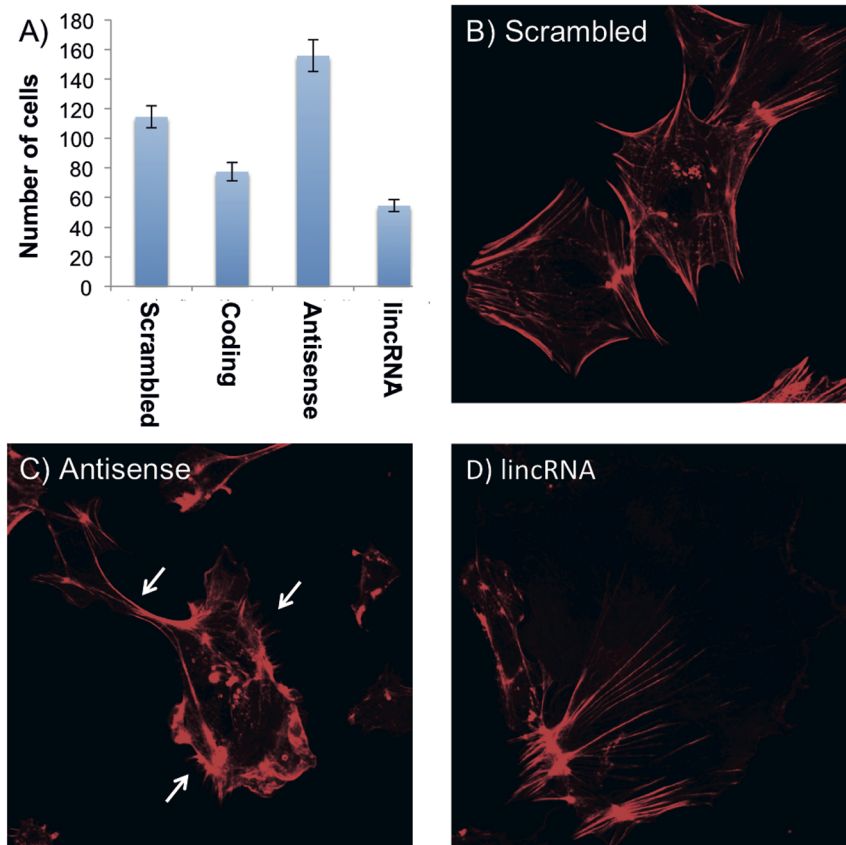 A)
Number of cells
180
160
140
120
100
80
60
40
20
0
Scrambled
Coding
Antisense
lincRNA
B) Scrambled
C) Antisense
D) lincRNA